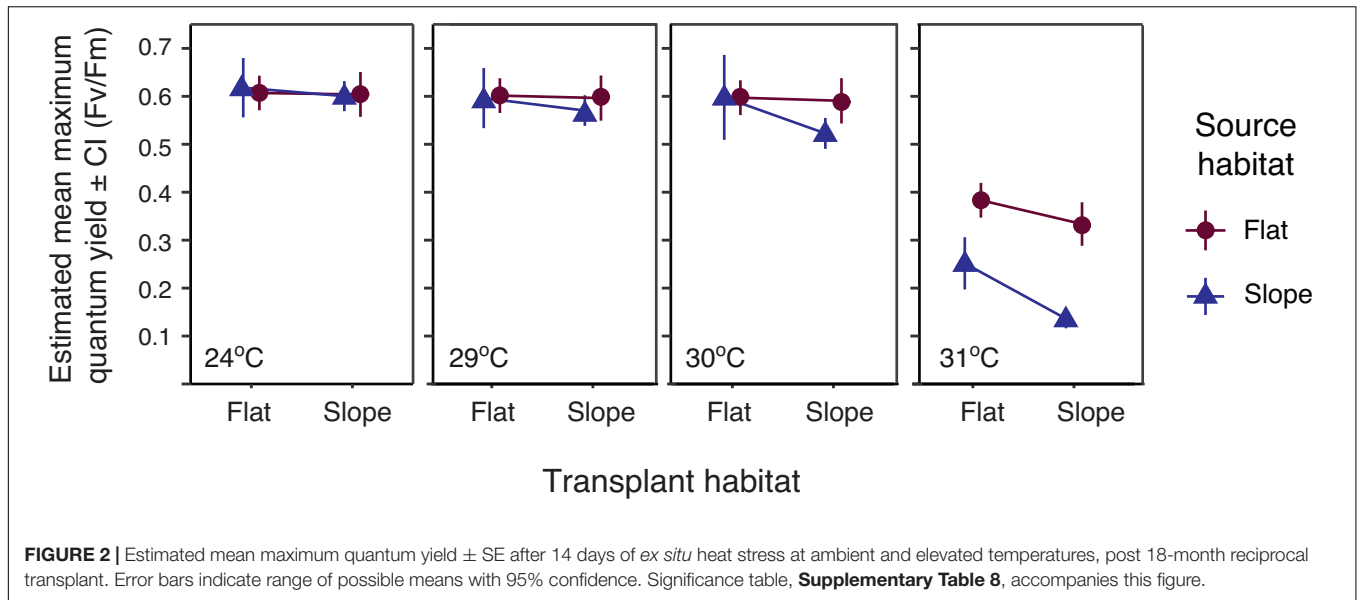 Estimated mean maximum
quantum yield ± CI (Fv/Fm)
0.7
0.6
0.5
0.4
0.3
0.2
0.1
24°C
29°C
30°C
31°C
Flat Slope
Flat Slope
Flat Slope
Flat Slope
Transplant habitat
Source
habitat
Flat
Slope
FIGURE 2 | Estimated mean maximum quantum yield ± SE after 14 days of ex situ heat stress at ambient and elevated temperatures, post 18-month reciprocal
transplant. Error bars indicate range of possible means with 95% confidence. Significance table, Supplementary Table 8, accompanies this figure.